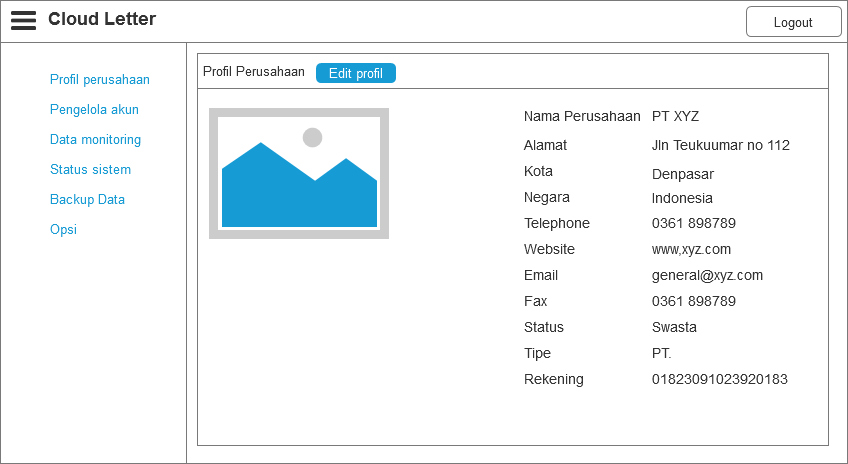 Cloud Letter
Logout
Profil perusahaan
Pengelola akun
Data monitoring
Status sistem
Backup Data
Opsi
Profil Perusahaan Edit profil
Nama Perusahaan PT XYZ
Alamat Jln Teukuumar no 112
Kota Denpasar
Negara Indonesia
Telephone 0361 898789
Website www,xyz.com
Email general@xyz.com
Fax 0361 898789
Status Swasta
Tipe PT.
Rekening 01823091023920183